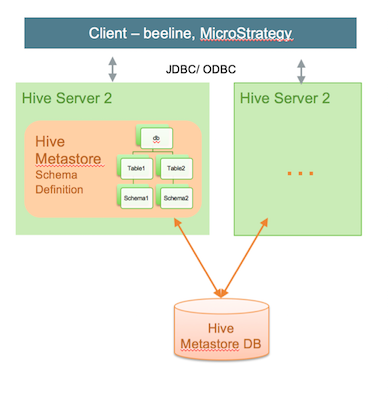 Client – beeline, MicroStrategy
JDBC/ ODBC
Hive Server 2
Hive
Metastore
Schema
Definition
db
Table1
Table2
Schema1
Schema2
Hive Server 2
...
Hive
Metastore DB